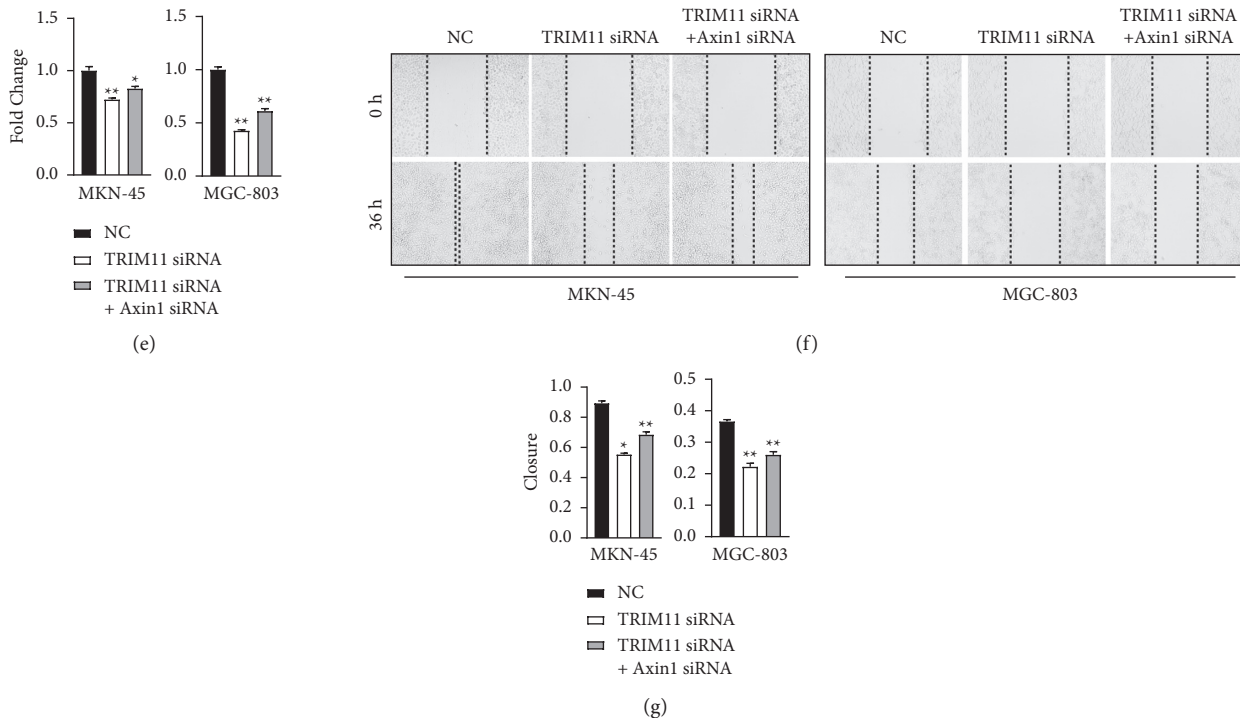 Fold Change
1.5
1.0
0.5
0.0
**
*
MKN-45
1.5
1.0
0.5
0.0
**
**
MGC-803
NC
TRIM11 siRNA
TRIM11 siRNA
+ Axin1 siRNA
(e)
NC
TRIM11 siRNA
TRIM11 siRNA
+Axin1 siRNA
0 h
36 h
MKN-45
NC
TRIM11 siRNA
TRIM11 siRNA
+Axin1 siRNA
MGC-803
(f)
Closure
1.0
0.8
0.6
0.4
0.2
0.0
*
**
MKN-45
0.5
0.4
0.3
0.2
0.1
0.0
**
**
MGC-803
NC
TRIM11 siRNA
TRIM11 siRNA
+ Axin1 siRNA
(g)